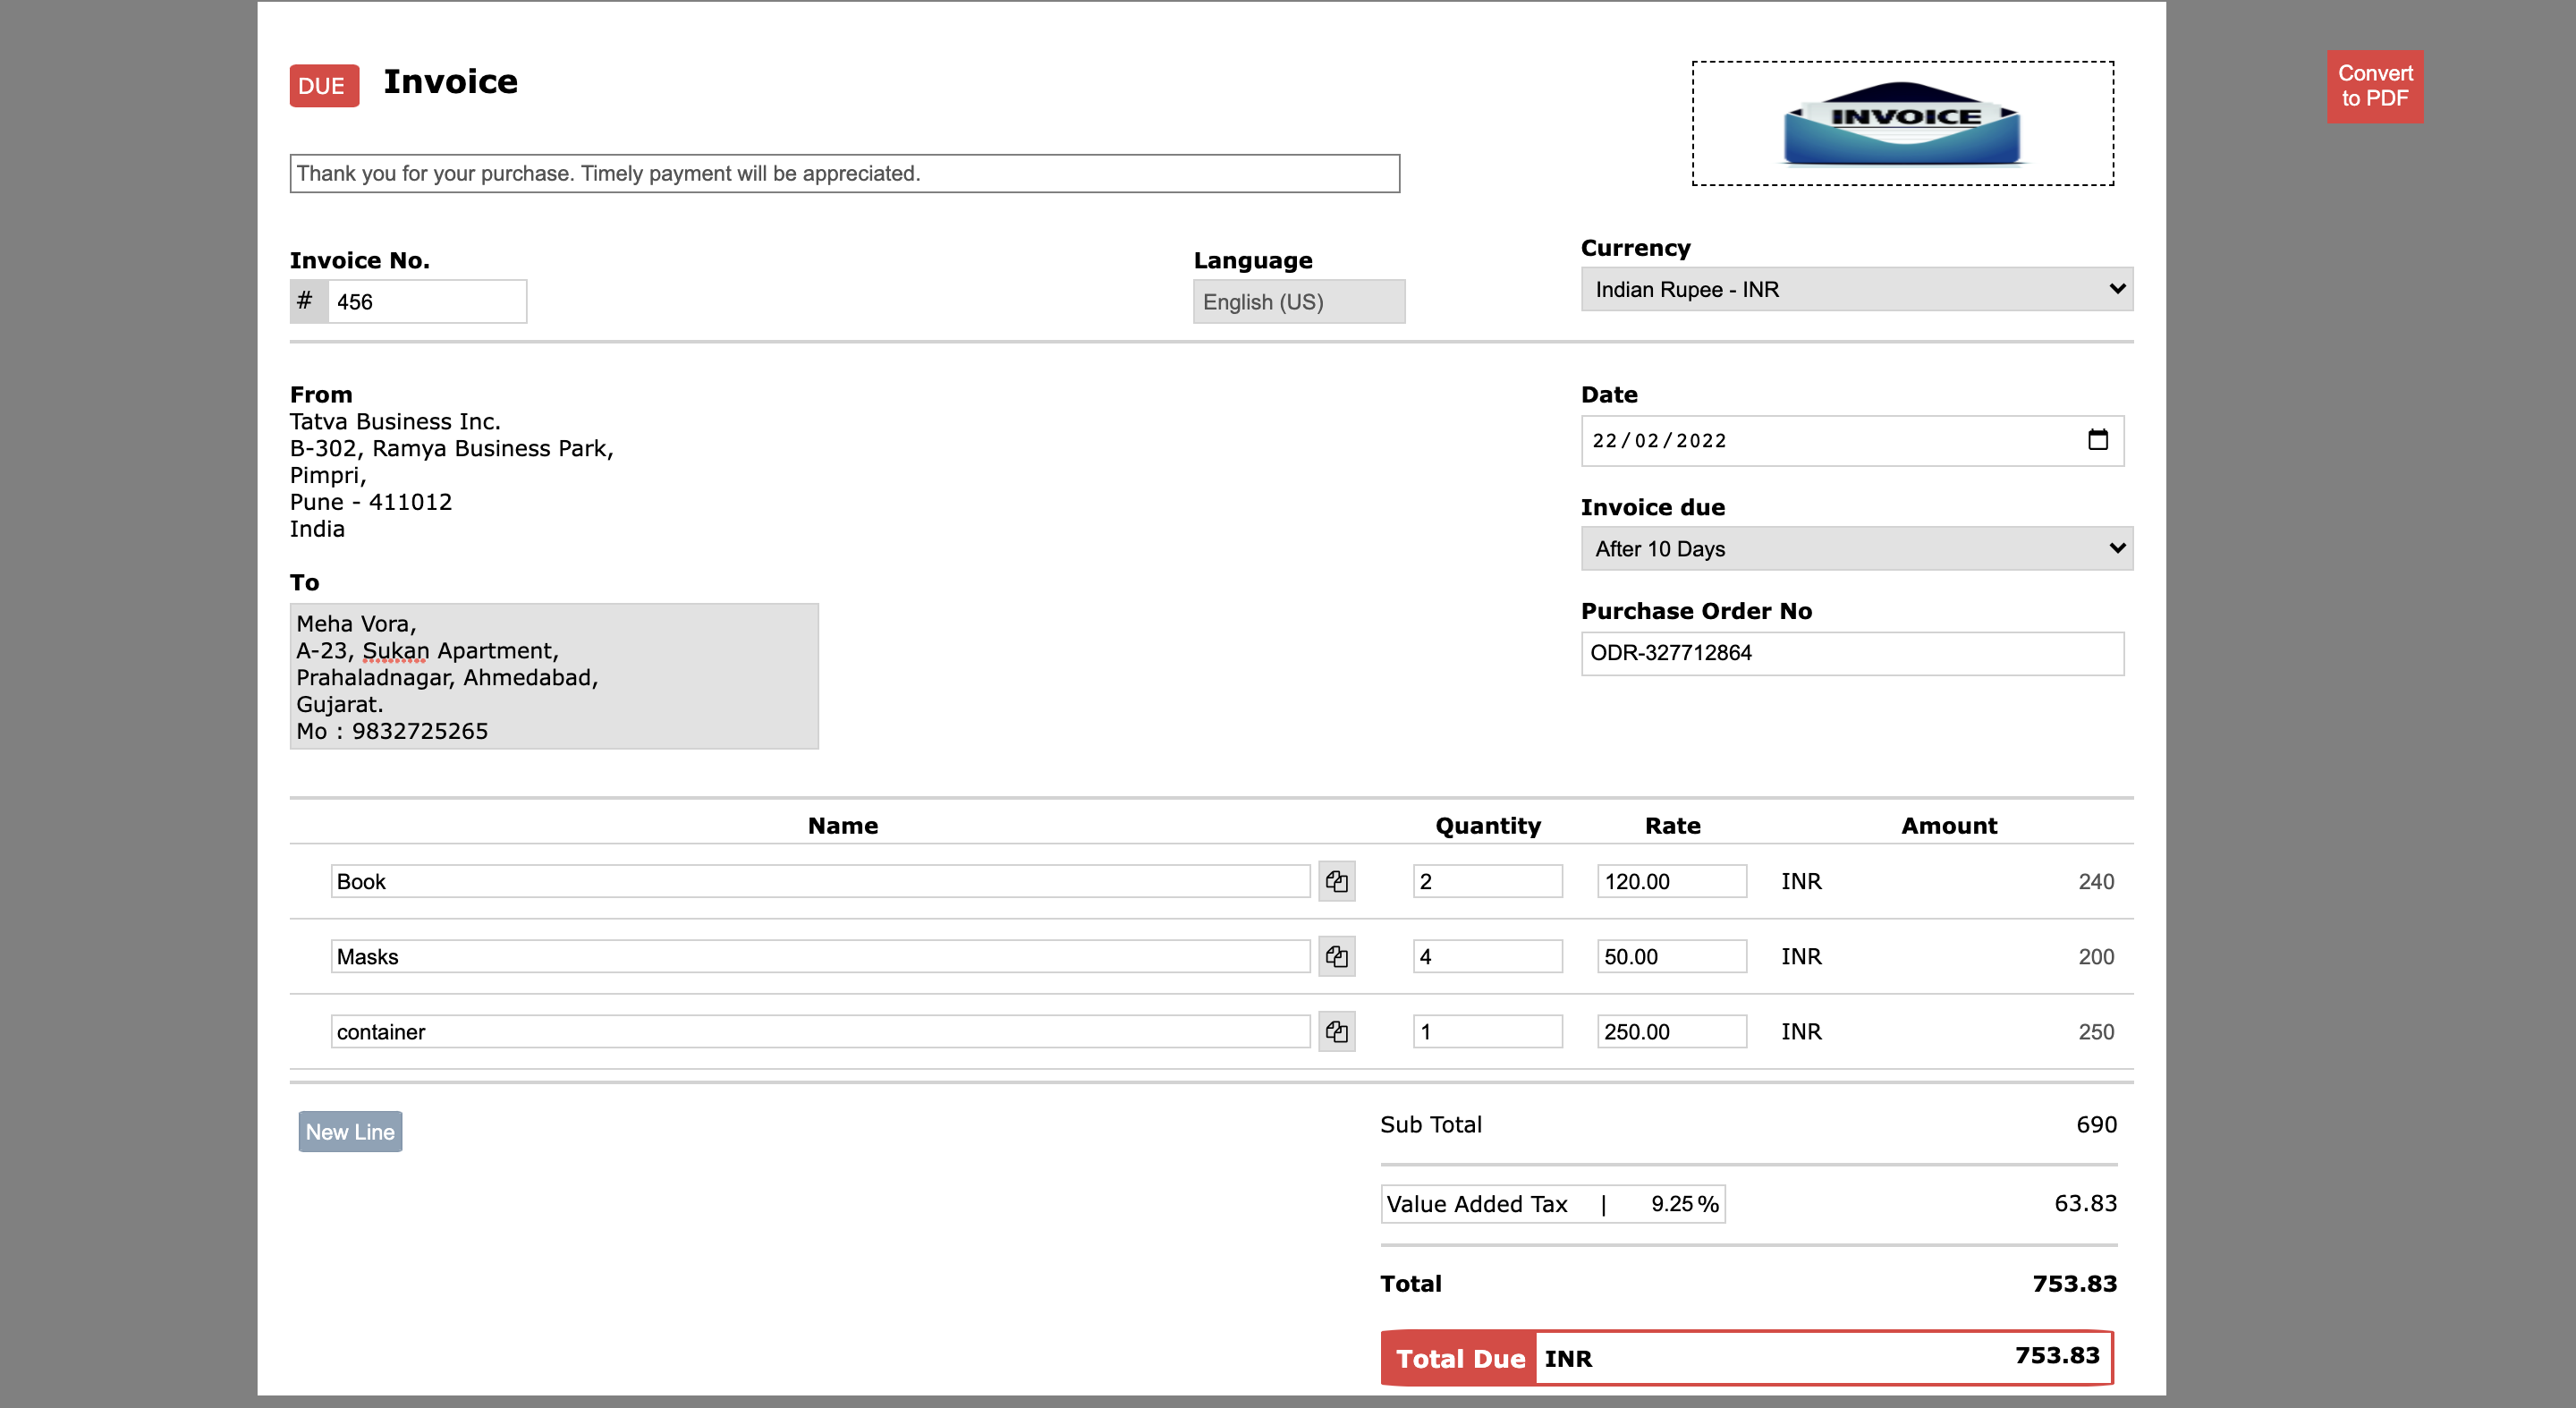 DUE Invoice
INVOICE
Convert
to PDF
Thank you for your purchase. Timely payment will be appreciated.
Invoice No.
# 456
Language
English (US)
Currency
Indian Rupee - INR
From
Tatva Business Inc.
B-302, Ramya Business Park,
Pimpri,
Pune - 411012
India
To
Meha Vora,
A-23, Sukan Apartment,
Prahaladnagar, Ahmedabad,
Gujarat.
Mo : 9832725265
Date
22/02/2022
Invoice due
After 10 Days
Purchase Order No
ODR-327712864
Name Quantity Rate Amount
Book 2 120.00 INR 240
Masks 4 50.00 INR 200
container 1 250.00 INR 250
New Line
Sub Total 690
Value Added Tax | 9.25 % 63.83
Total 753.83
Total Due INR 753.83